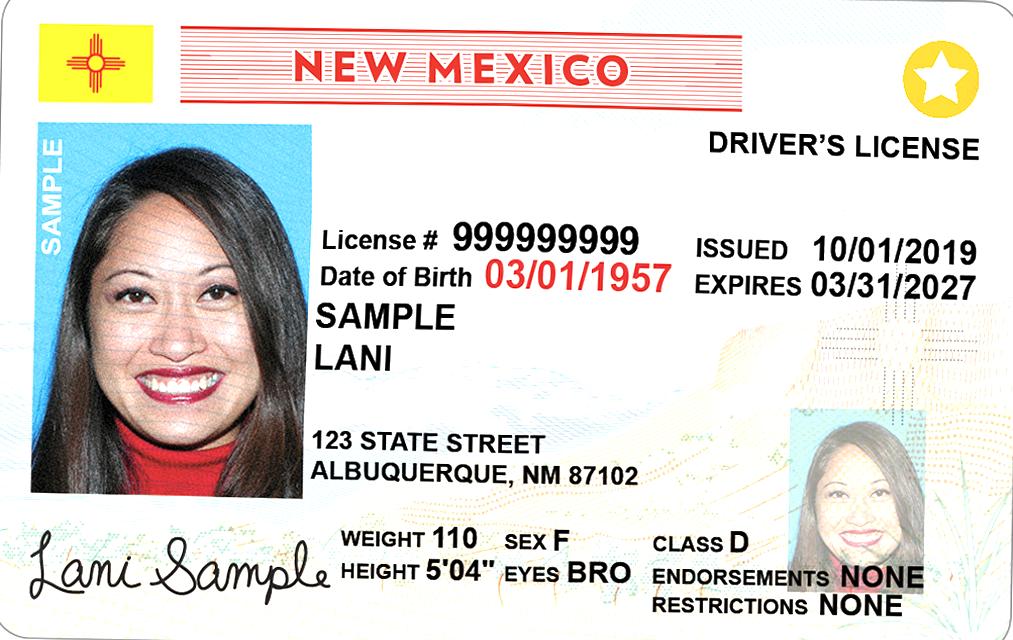 NEW MEXICO
DRIVER'S LICENSE
SAMPLE
License # 999999999
Date of Birth 03/01/1957
ISSUED 10/01/2019
EXPIRES 03/31/2027
SAMPLE
LANI
123 STATE STREET
ALBUQUERQUE, NM 87102
Lani Sample
WEIGHT 110 SEX F
HEIGHT 5'04" EYES BRO
CLASS D
ENDORSEMENTS NONE
RESTRICTIONS NONE